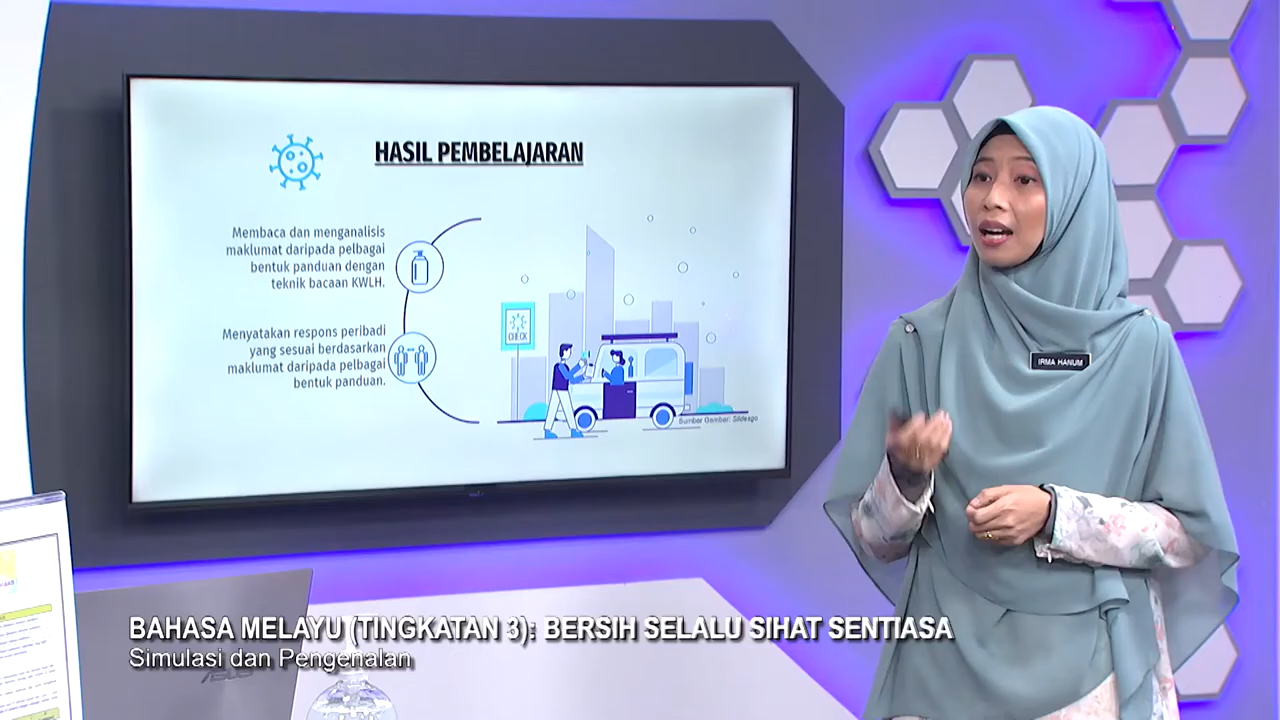 HASIL PEMBELAJARAN
Membaca dan menganalisis
maklumat daripada pelbagai
bentuk panduan dengan
teknik bacaan KWLH.
Menyatakan respons peribadi
yang sesuai berdasarkan
maklumat daripada pelbagai
bentuk panduan.
CHECK
Sumber Gambar: Slidesgo
IRMA HANUM
BAHASA MELAYU (TINGKATAN 3): BERSIH SELALU SIHAT SENTIASA
Simulasi dan Pengenalan
ASUS